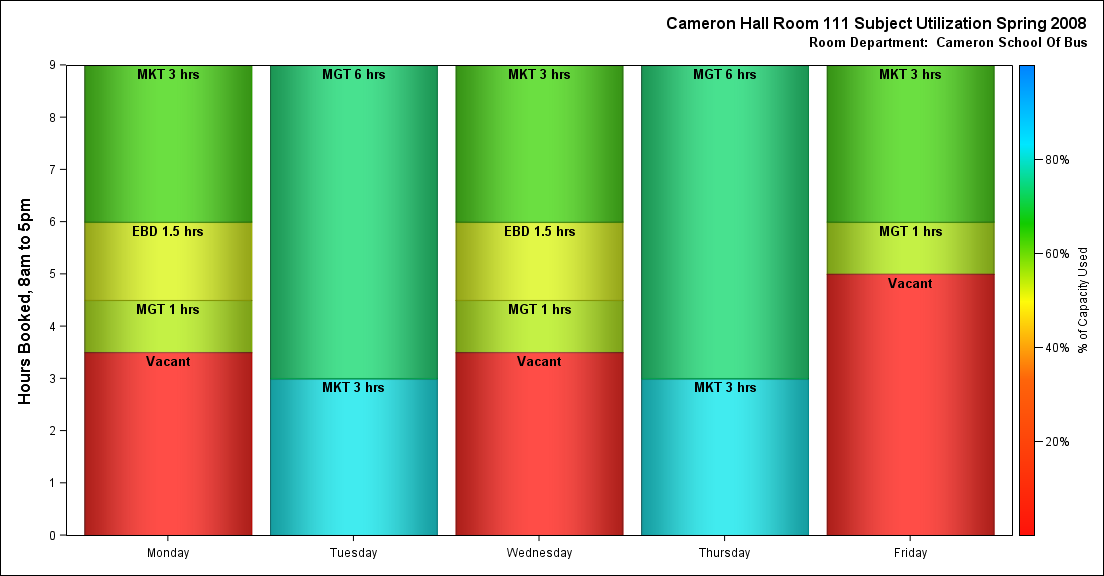 Cameron Hall Room 111 Subject Utilization Spring 2008
Room Department:  Cameron School Of Bus
Hours Booked, 8am to 5pm
9
8
7
6
5
4
3
2
1
0
MKT 3 hrs
EBD 1.5 hrs
MGT 1 hrs
Vacant
MGT 6 hrs
MKT 3 hrs
MKT 3 hrs
EBD 1.5 hrs
MGT 1 hrs
Vacant
MGT 6 hrs
MKT 3 hrs
MKT 3 hrs
MGT 1 hrs
Vacant
Monday
Tuesday
Wednesday
Thursday
Friday
80%
60%
40%
20%
% of Capacity Used